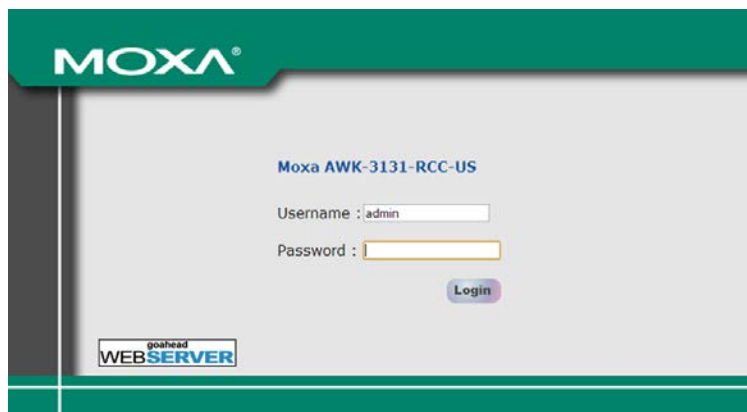 MOXA®
Moxa AWK-3131-RCC-US
Username : admin
Password :
Login
goahead
WEBSERVER